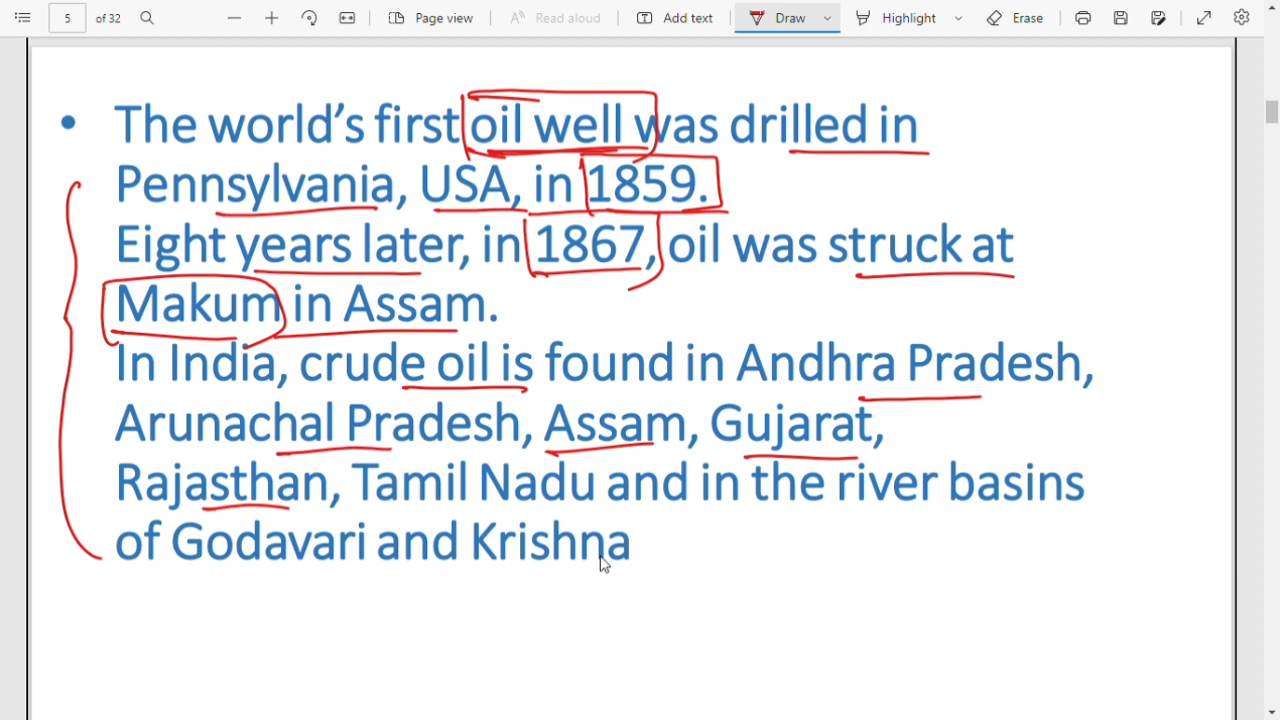 5 of 32 Page view Read aloud Add text Draw Highlight Erase
• The world’s first oil well was drilled in
Pennsylvania, USA, in 1859.
Eight years later, in 1867, oil was struck at
Makum in Assam.
In India, crude oil is found in Andhra Pradesh,
Arunachal Pradesh, Assam, Gujarat,
Rajasthan, Tamil Nadu and in the river basins
of Godavari and Krishna